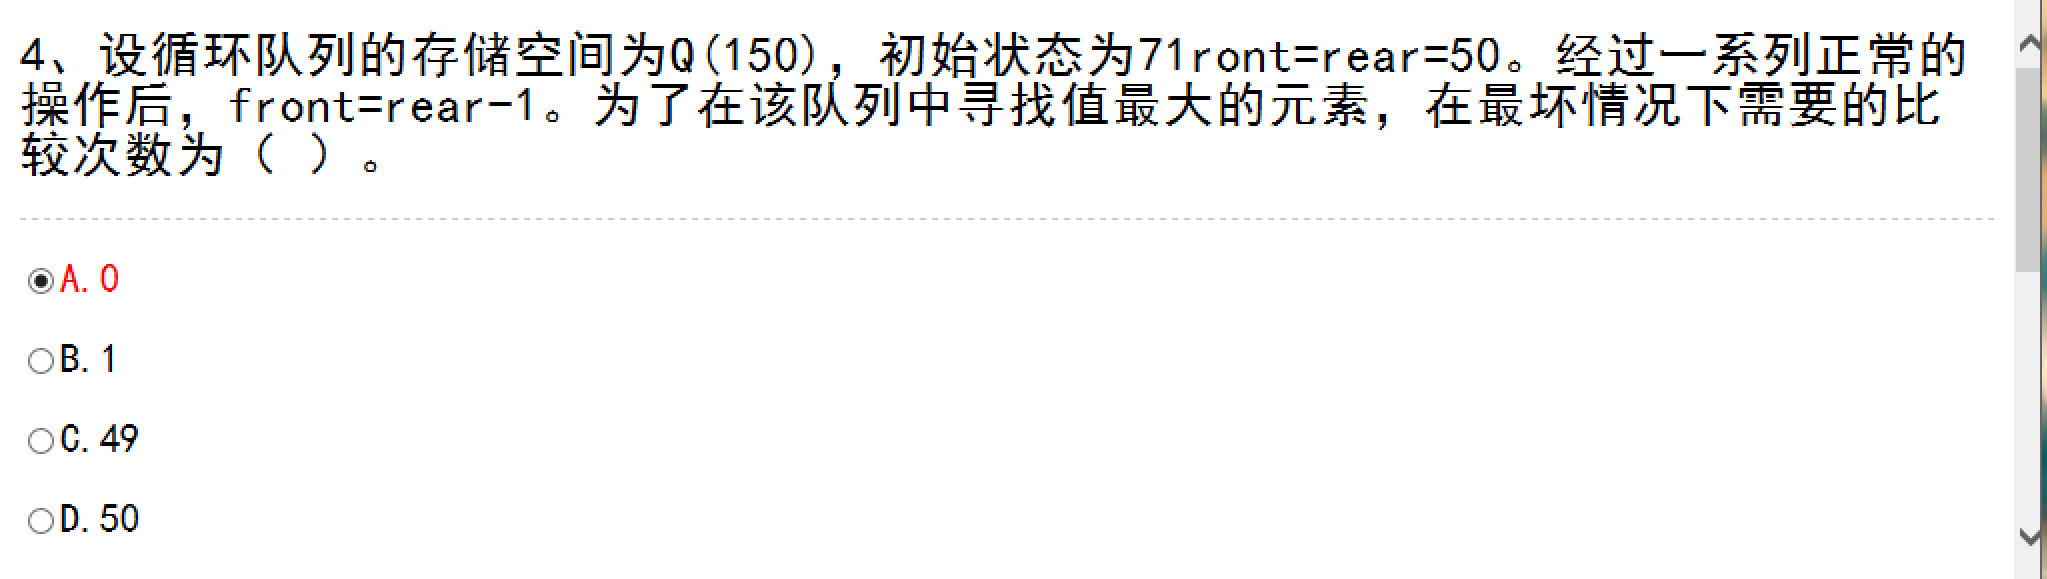 4、设循环队列的存储空间为Q(150)，初始状态为71ront=rear=50。经过一系列正常的
操作后，front=rear-1。为了在该队列中寻找值最大的元素，在最坏情况下需要的比
较次数为（ ）。
A. 0
B. 1
C. 49
D. 50